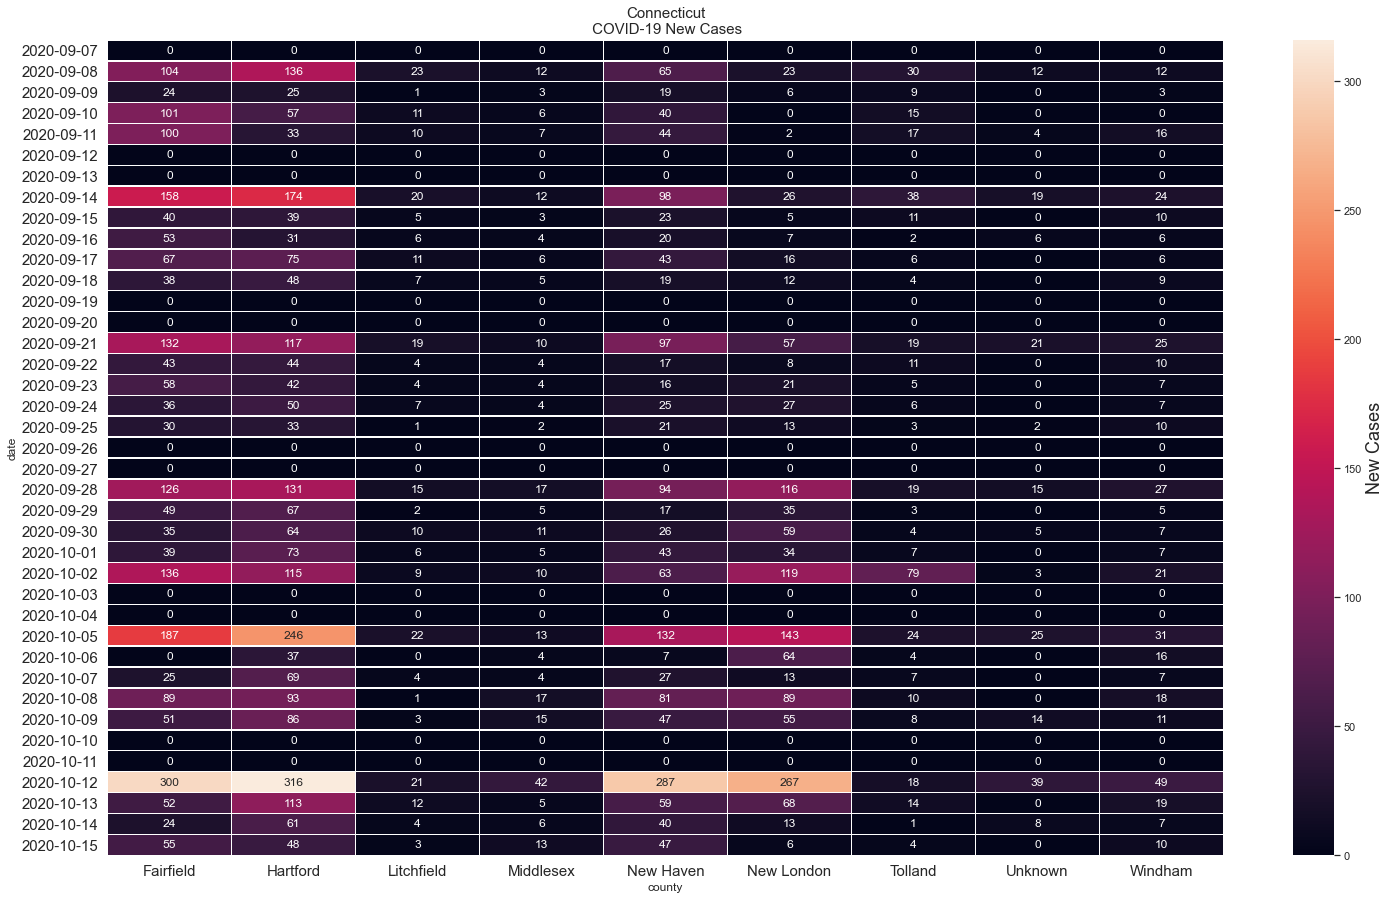 Connecticut
COVID-19 New Cases
2020-09-07 0 0 0 0 0 0 0 0 0
2020-09-08 104 136 23 12 65 23 30 12 12
2020-09-09 24 25 1 3 19 6 9 0 3
2020-09-10 101 57 11 6 40 0 15 0 0
2020-09-11 100 33 10 7 44 2 17 4 16
2020-09-12 0 0 0 0 0 0 0 0 0
2020-09-13 0 0 0 0 0 0 0 0 0
2020-09-14 158 174 20 12 98 26 38 19 24
2020-09-15 40 39 5 3 23 5 11 0 10
2020-09-16 53 31 6 4 20 7 2 6 6
2020-09-17 67 75 11 6 43 16 6 0 6
2020-09-18 38 48 7 5 19 12 4 0 9
2020-09-19 0 0 0 0 0 0 0 0 0
2020-09-20 0 0 0 0 0 0 0 0 0
2020-09-21 132 117 19 10 97 57 19 21 25
2020-09-22 43 44 4 4 17 8 11 0 10
2020-09-23 58 42 4 4 16 21 5 0 7
2020-09-24 36 50 7 4 25 27 6 0 7
2020-09-25 30 33 1 2 21 13 3 2 10
2020-09-26 0 0 0 0 0 0 0 0 0
2020-09-27 0 0 0 0 0 0 0 0 0
2020-09-28 126 131 15 17 94 116 19 15 27
2020-09-29 49 67 2 5 17 35 3 0 5
2020-09-30 35 64 10 11 26 59 4 5 7
2020-10-01 39 73 6 5 43 34 7 0 7
2020-10-02 136 115 9 10 63 119 79 3 21
2020-10-03 0 0 0 0 0 0 0 0 0
2020-10-04 0 0 0 0 0 0 0 0 0
2020-10-05 187 246 22 13 132 143 24 25 31
2020-10-06 0 37 0 4 7 64 4 0 16
2020-10-07 25 69 4 4 27 13 7 0 7
2020-10-08 89 93 1 17 81 89 10 0 18
2020-10-09 51 86 3 15 47 55 8 14 11
2020-10-10 0 0 0 0 0 0 0 0 0
2020-10-11 0 0 0 0 0 0 0 0 0
2020-10-12 300 316 21 42 287 267 18 39 49
2020-10-13 52 113 12 5 59 68 14 0 19
2020-10-14 24 61 4 6 40 13 1 8 7
2020-10-15 55 48 3 13 47 6 4 0 10
Fairfield Hartford Litchfield Middlesex New Haven New London Tolland Unknown Windham
county
date
300
250
200
150
100
50
0
New Cases